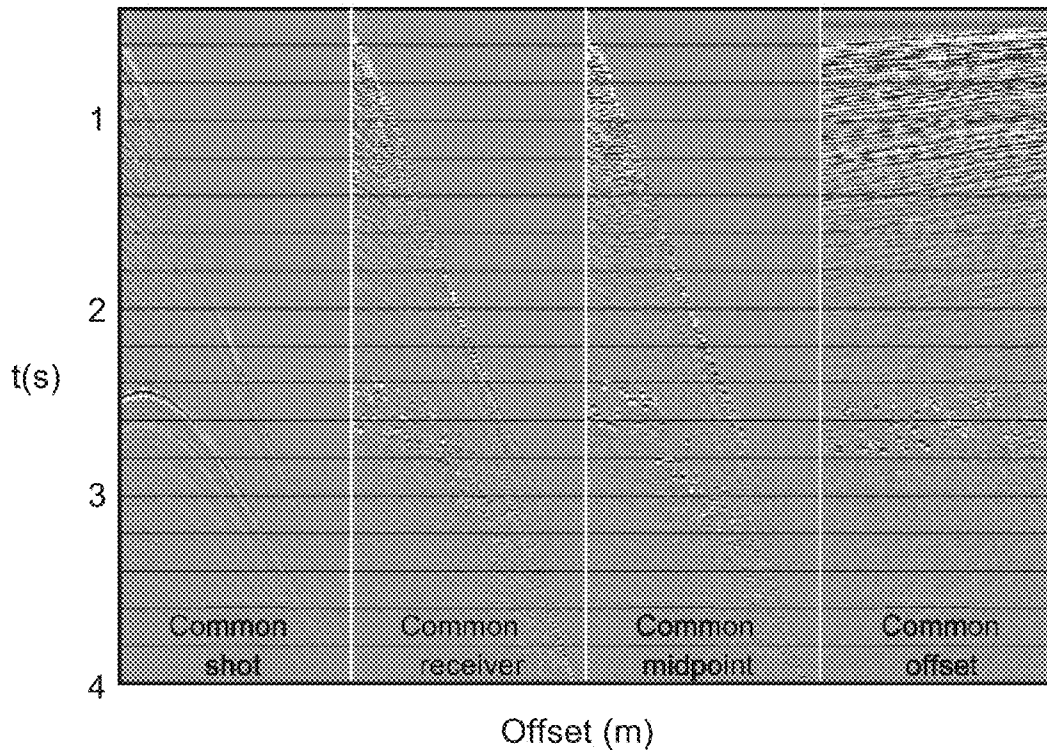 1
2
t(s)
3
4
Common shot
Common receiver
Common midpoint
Common offset
Offset (m)